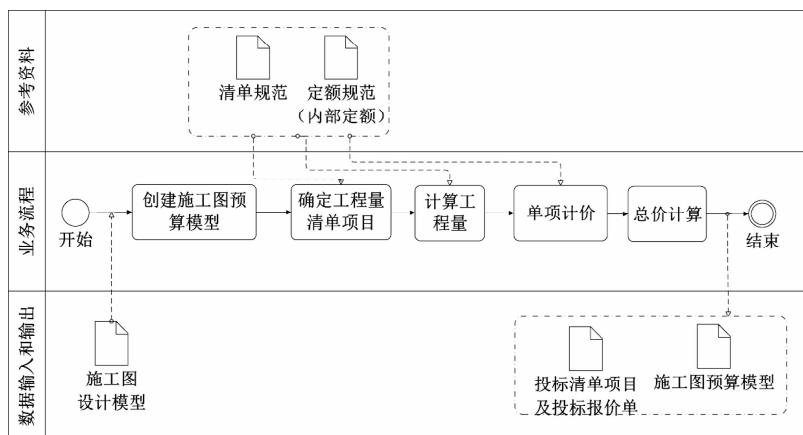 参考资料
清单规范
定额规范
（内部定额）
业务流程
开始
创建施工图预
算模型
确定工程量
清单项目
计算工
程量
单项计价
总价计算
结束
数据输入和输出
施工图
设计模型
投标清单项目
及投标报价单
施工图预算模型